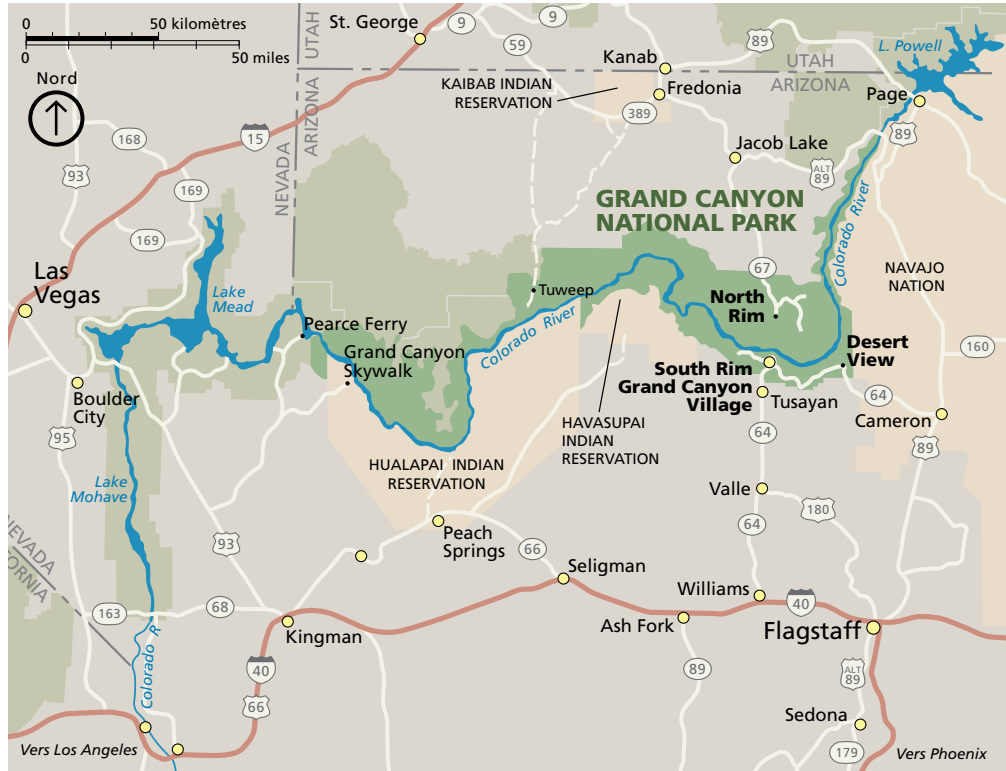 0
50 kilomètres
0
50 miles
Nord
St. George
9
59
9
89
L. Powell
UTAH
ARIZONA
NEVADA
Kanab
UTAH
ARIZONA
KAIBAB INDIAN
RESERVATION
Fredonia
Page
389
15
168
93
89
Jacob Lake
ALT
89
169
169
GRAND CANYON
NATIONAL PARK
Colorado River
NAVAJO
NATION
67
Las
Vegas
Lake
Mead
Tuweep
North
Rim
Pearce Ferry
Colorado River
Desert
View
160
Grand Canyon
Skywalk
South Rim
Grand Canyon
Village
Tusayan
64
Boulder
City
Cameron
95
HAVASUPAI
INDIAN
RESERVATION
64
89
HUALAPAI INDIAN
RESERVATION
Lake
Mohave
Valle
180
NEVADA
CALIFORNIA
93
Peach
Springs
66
64
Seligman
Williams
40
163
68
Kingman
Ash Fork
Flagstaff
Colorado R
40
66
89
ALT
89
Sedona
Vers Los Angeles
179
Vers Phoenix